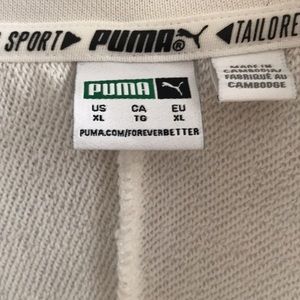 SPORT PUMA® TAILORE
PUMA
US CA EU
XL TG XL
PUMA.COM/FOREVERBETTER
MADE IN
CAMBODIA/
FABRIQUÉ AU
CAMBODGE